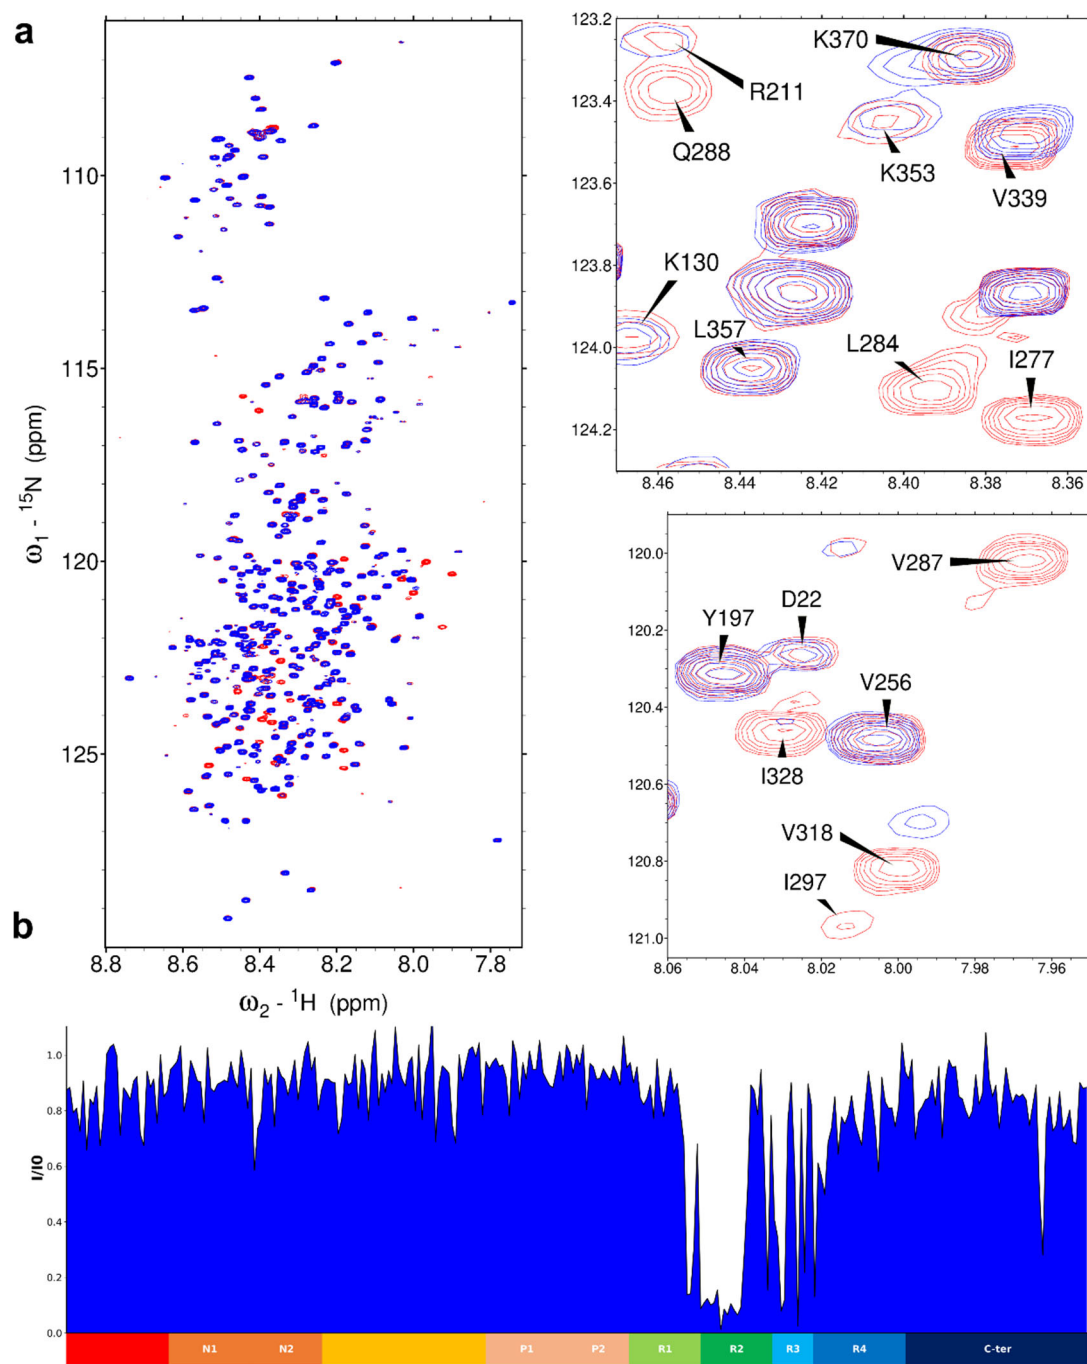 a
110
115
120
125
ω₁ - ¹⁵N (ppm)
8.8 8.6 8.4 8.2 8.0 7.8
ω₂ - ¹H (ppm)
123.2
123.4
123.6
123.8
124.0
124.2
8.46 8.44 8.42 8.40 8.38 8.36
K370
R211
Q288
K353
V339
K130
L357
L284
I277
120.0
120.2
120.4
120.6
120.8
121.0
8.06 8.04 8.02 8.00 7.98 7.96
V287
Y197
D22
V256
I328
V318
I297
b
I/I0
1.0
0.8
0.6
0.4
0.2
0.0
N1 N2 P1 P2 R1 R2 R3 R4 C-ter